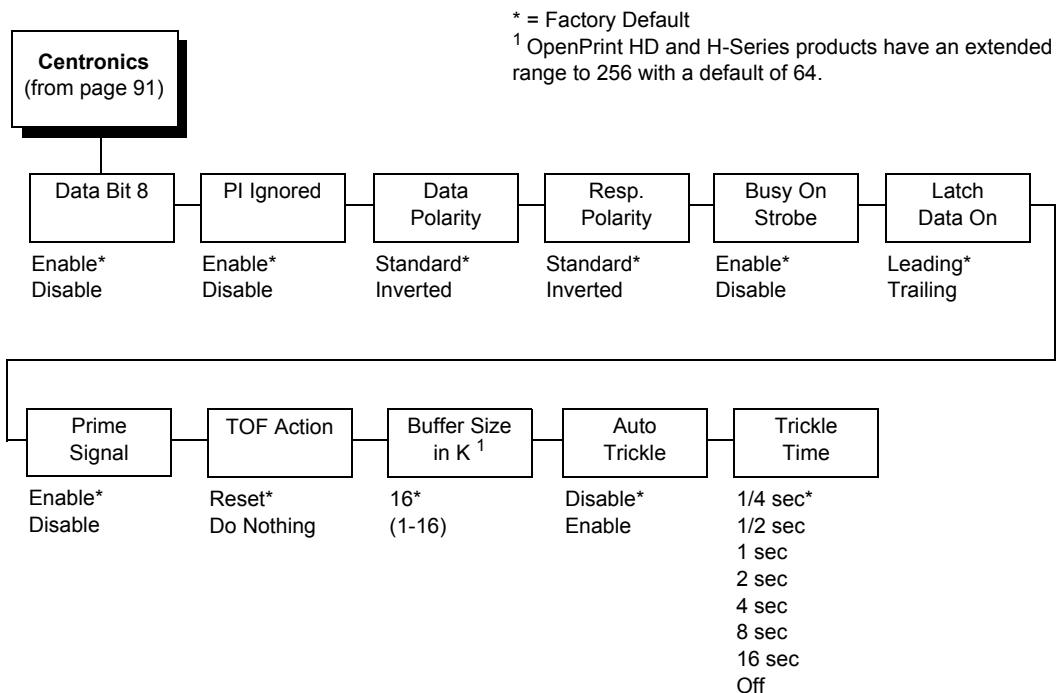 * = Factory Default
1 OpenPrint HD and H-Series products have an extended
range to 256 with a default of 64.
Centronics
(from page 91)
Data Bit 8
Enable*
Disable
PI Ignored
Enable*
Disable
Data
Polarity
Standard*
Inverted
Resp.
Polarity
Standard*
Inverted
Busy On
Strobe
Enable*
Disable
Latch
Data On
Leading*
Trailing
Prime
Signal
Enable*
Disable
TOF Action
Reset*
Do Nothing
Buffer Size
in K 1
16*
(1-16)
Auto
Trickle
Disable*
Enable
Trickle
Time
1/4 sec*
1/2 sec
1 sec
2 sec
4 sec
8 sec
16 sec
Off